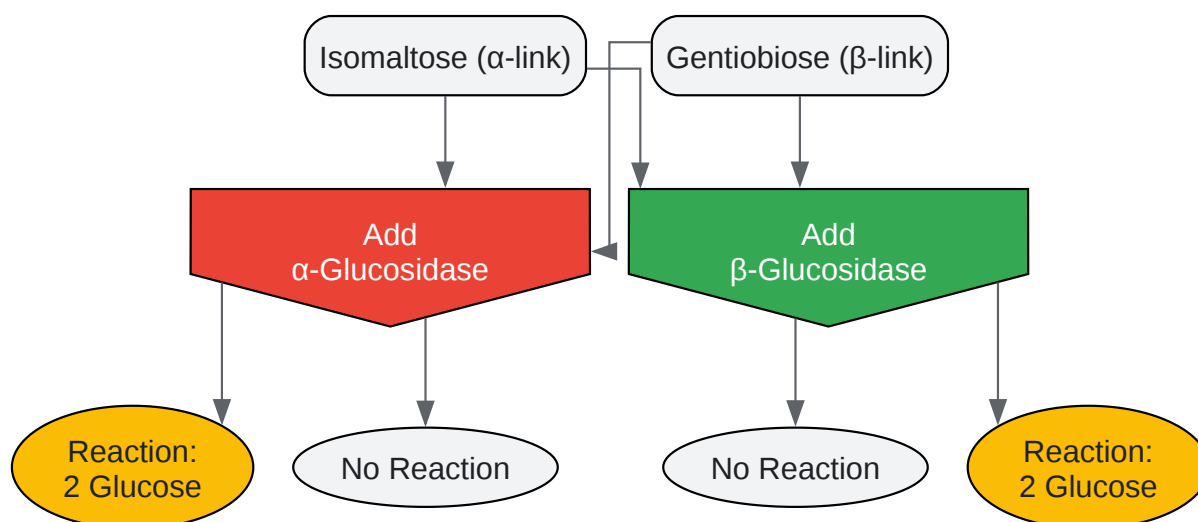 Isomaltose (α-link)
Gentiobiose (β-link)
Add
α-Glucosidase
Add
β-Glucosidase
Reaction:
2 Glucose
No Reaction
No Reaction
Reaction:
2 Glucose